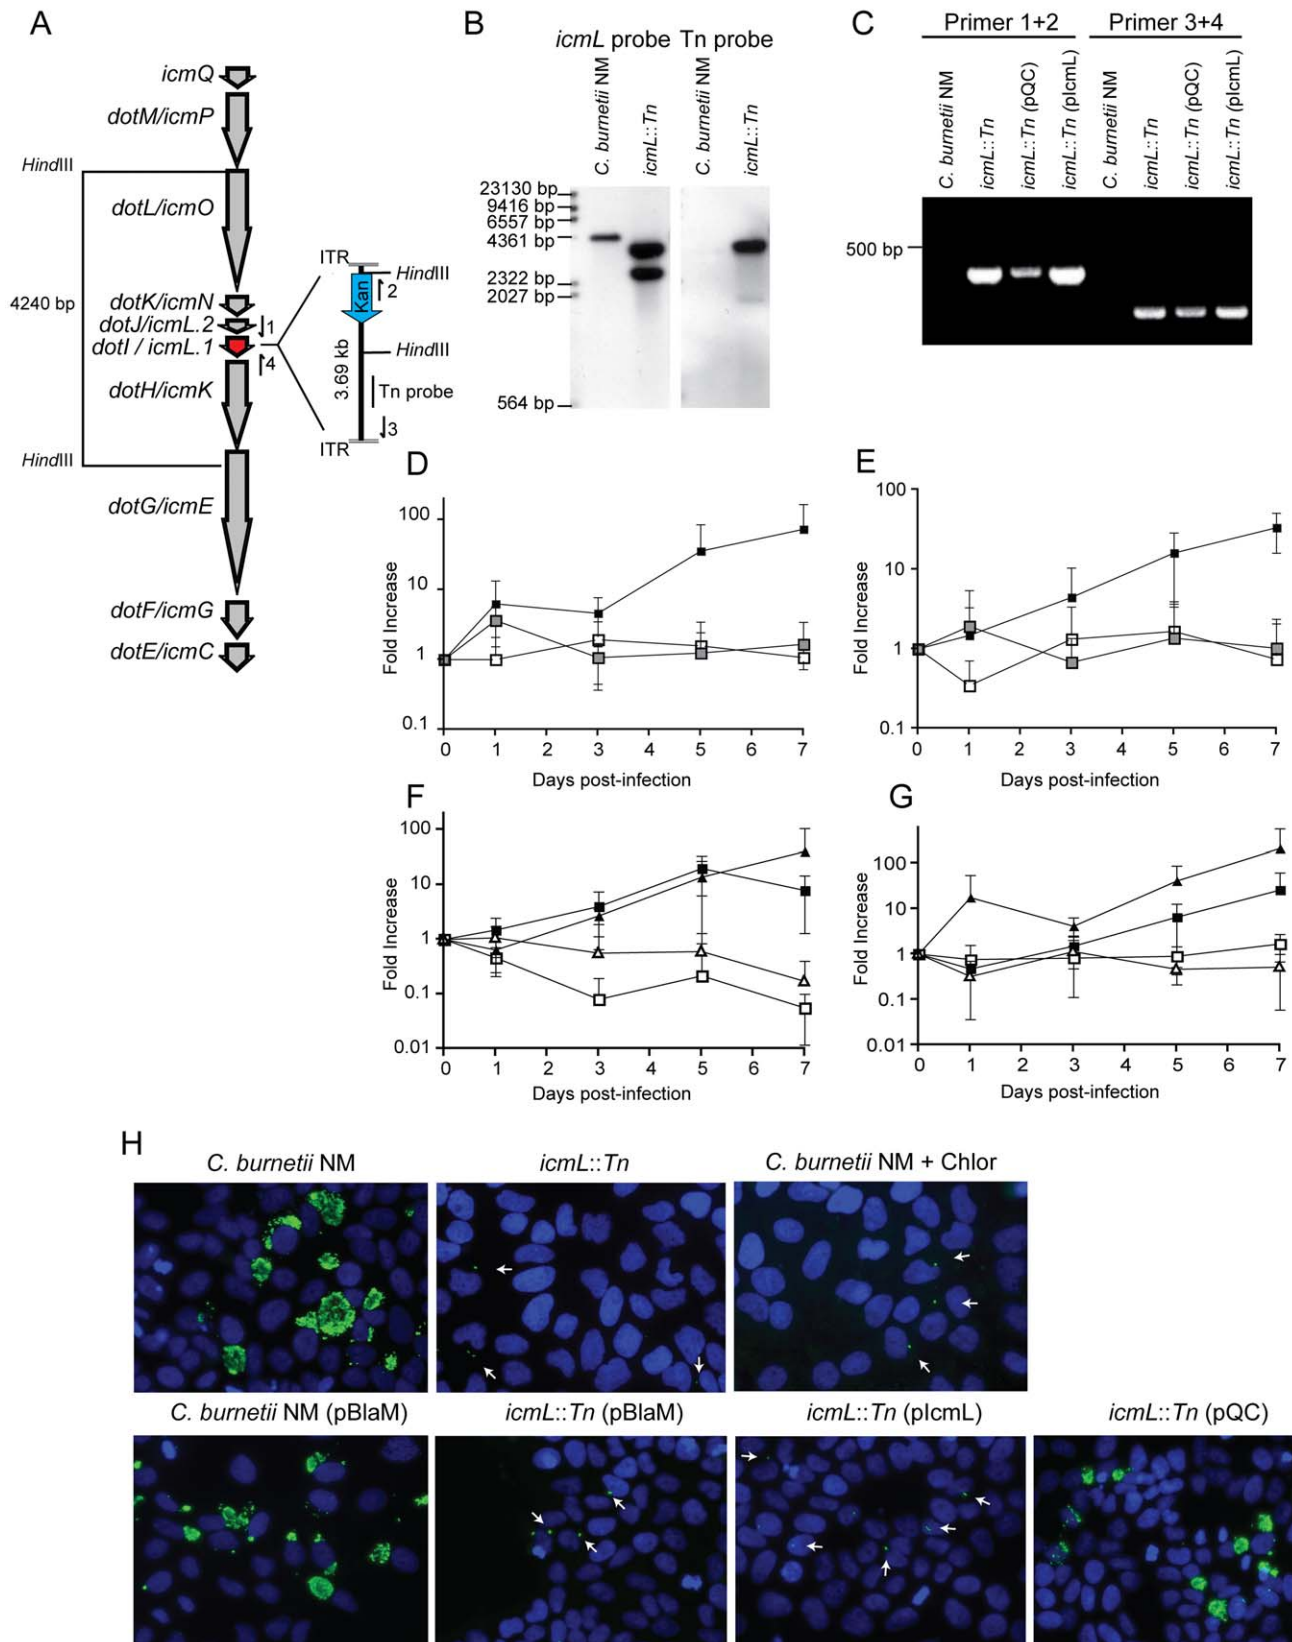 A
icmQ
dotM/icmP
HindIII
dotL/icmO
4240 bp
dotK/icmN
dotJ/icmL.2
dotI / icmL.1
dotH/icmK
HindIII
dotG/icmE
dotF/icmG
dotE/icmC
1
4
ITR
HindIII
Kan
2
HindIII
3.69 kb
Tn probe
3
ITR
B
icmL probe Tn probe
C. burnetii NM
icmL::Tn
C. burnetii NM
icmL::Tn
23130 bp
9416 bp
6557 bp
4361 bp
2322 bp
2027 bp
564 bp
C
Primer 1+2
Primer 3+4
C. burnetii NM
icmL::Tn
icmL::Tn (pQC)
icmL::Tn (pIcmL)
C. burnetii NM
icmL::Tn
icmL::Tn (pQC)
icmL::Tn (pIcmL)
500 bp
D
Fold Increase
100
10
1
0.1
0 1 2 3 4 5 6 7
Days post-infection
E
Fold Increase
100
10
1
0.1
0 1 2 3 4 5 6 7
Days post-infection
F
Fold Increase
100
10
1
0.1
0.01
0 1 2 3 4 5 6 7
Days post-infection
G
Fold Increase
100
10
1
0.1
0.01
0 1 2 3 4 5 6 7
Days post-infection
H
C. burnetii NM
icmL::Tn
C. burnetii NM + Chlor
C. burnetii NM (pBlaM)
icmL::Tn (pBlaM)
icmL::Tn (pIcmL)
icmL::Tn (pQC)